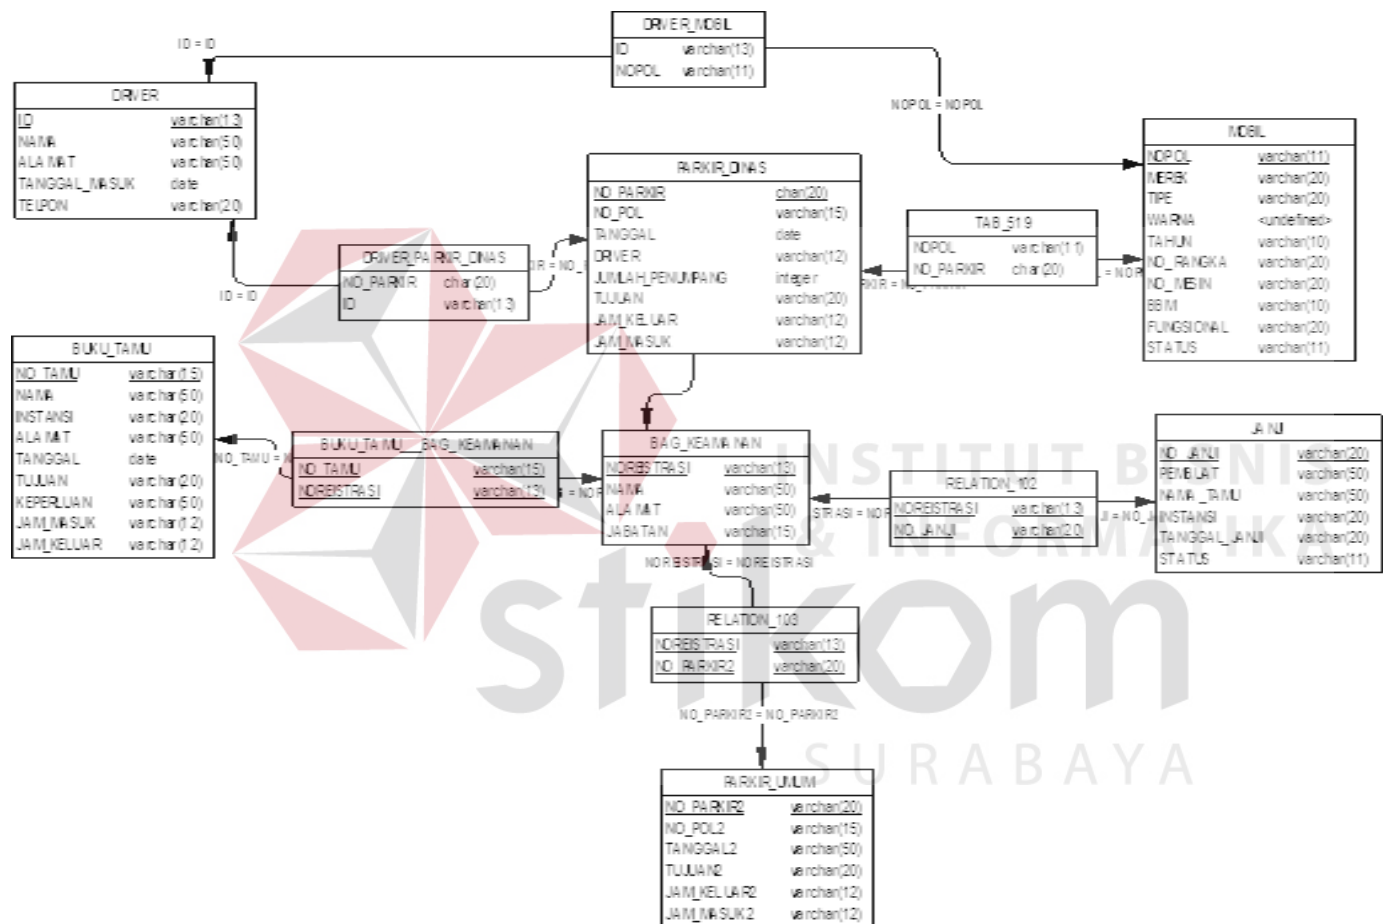 DRIVER_MOBIL
ID varchar(13)
NOPOL varchar(11)
ID = ID
NOPOL = NOPOL
DRIVER
ID varchar(13)
NAMA varchar(50)
ALAMAT varchar(50)
TANGGAL_MASUK date
TELPON varchar(20)
MOBIL
NOPOL varchar(11)
MEREK varchar(20)
TIPE varchar(20)
WARNA <undefined>
TAHUN varchar(10)
NO_RANGKA varchar(20)
NO_MESIN varchar(20)
BBM varchar(10)
FUNGSIONAL varchar(20)
STATUS varchar(11)
PARKIR_DINAS
NO_PARKIR char(20)
NO_POL varchar(15)
TANGGAL date
DRIVER varchar(12)
JUMLAH_PENUMPANG integer
TUJUAN varchar(20)
JAM_KELUAR varchar(12)
JAM_MASUK varchar(12)
TAB_519
NOPOL varchar(11)
NO_PARKIR char(20)
DRIVER_PARKIR_DINAS
NO_PARKIR char(20)
ID varchar(13)
ID = ID
BUKU_TAMU
NO_TAMU varchar(15)
NAMA varchar(50)
INSTANSI varchar(20)
ALAMAT varchar(50)
TANGGAL date
TUJUAN varchar(20)
KEPERLUAN varchar(50)
JAM_MASUK varchar(12)
JAM_KELUAR varchar(12)
NO_TAMU =
BUKU_TAMU__BAG_KEAMANAN
NO_TAMU varchar(15)
NOREISTRASI varchar(13)
BAG_KEAMANAN
NOREISTRASI varchar(13)
NAMA varchar(50)
ALAMAT varchar(50)
JABATAN varchar(15)
NOREISTRASI = NOREISTRASI
STRASI = NOR
RELATION_102
NOREISTRASI varchar(13)
NO_JANJI varchar(20)
JANJI
NO_JANJI varchar(20)
PEMBUAT varchar(50)
NAMA_TAMU varchar(50)
INSTANSI varchar(20)
TANGGAL_JANJI varchar(20)
STATUS varchar(11)
RELATION_103
NOREISTRASI varchar(13)
NO_PARKIR2 varchar(20)
NO_PARKIR2 = NO_PARKIR2
PARKIR_UMUM
NO_PARKIR2 varchar(20)
NO_POL2 varchar(15)
TANGGAL2 varchar(50)
TUJUAN2 varchar(20)
JAM_KELUAR2 varchar(12)
JAM_MASUK2 varchar(12)
INSTITUT BISNIS
& INFORMATIKA
stikom
SURABAYA